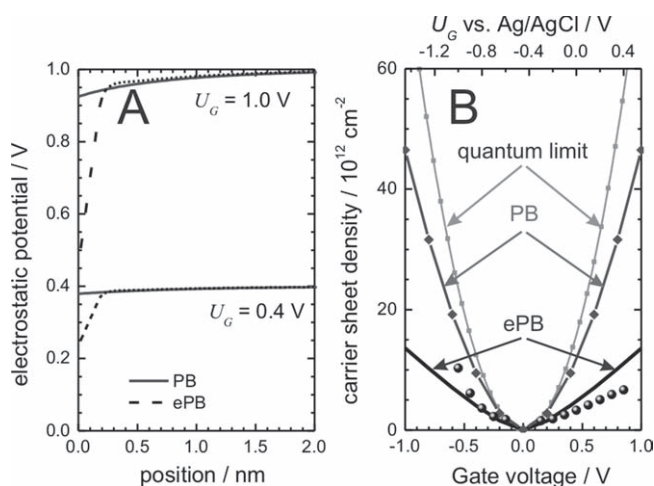 A
U_G = 1.0 V
U_G = 0.4 V
PB
ePB
electrostatic potential / V
1.0
0.8
0.6
0.4
0.2
0.0
0.0 0.5 1.0 1.5 2.0
position / nm
U_G vs. Ag/AgCl / V
-1.2 -0.8 -0.4 0.0 0.4
B
quantum limit
PB
ePB
carrier sheet density / 10¹² cm⁻²
60
40
20
0
-1.0 -0.5 0.0 0.5 1.0
Gate voltage / V